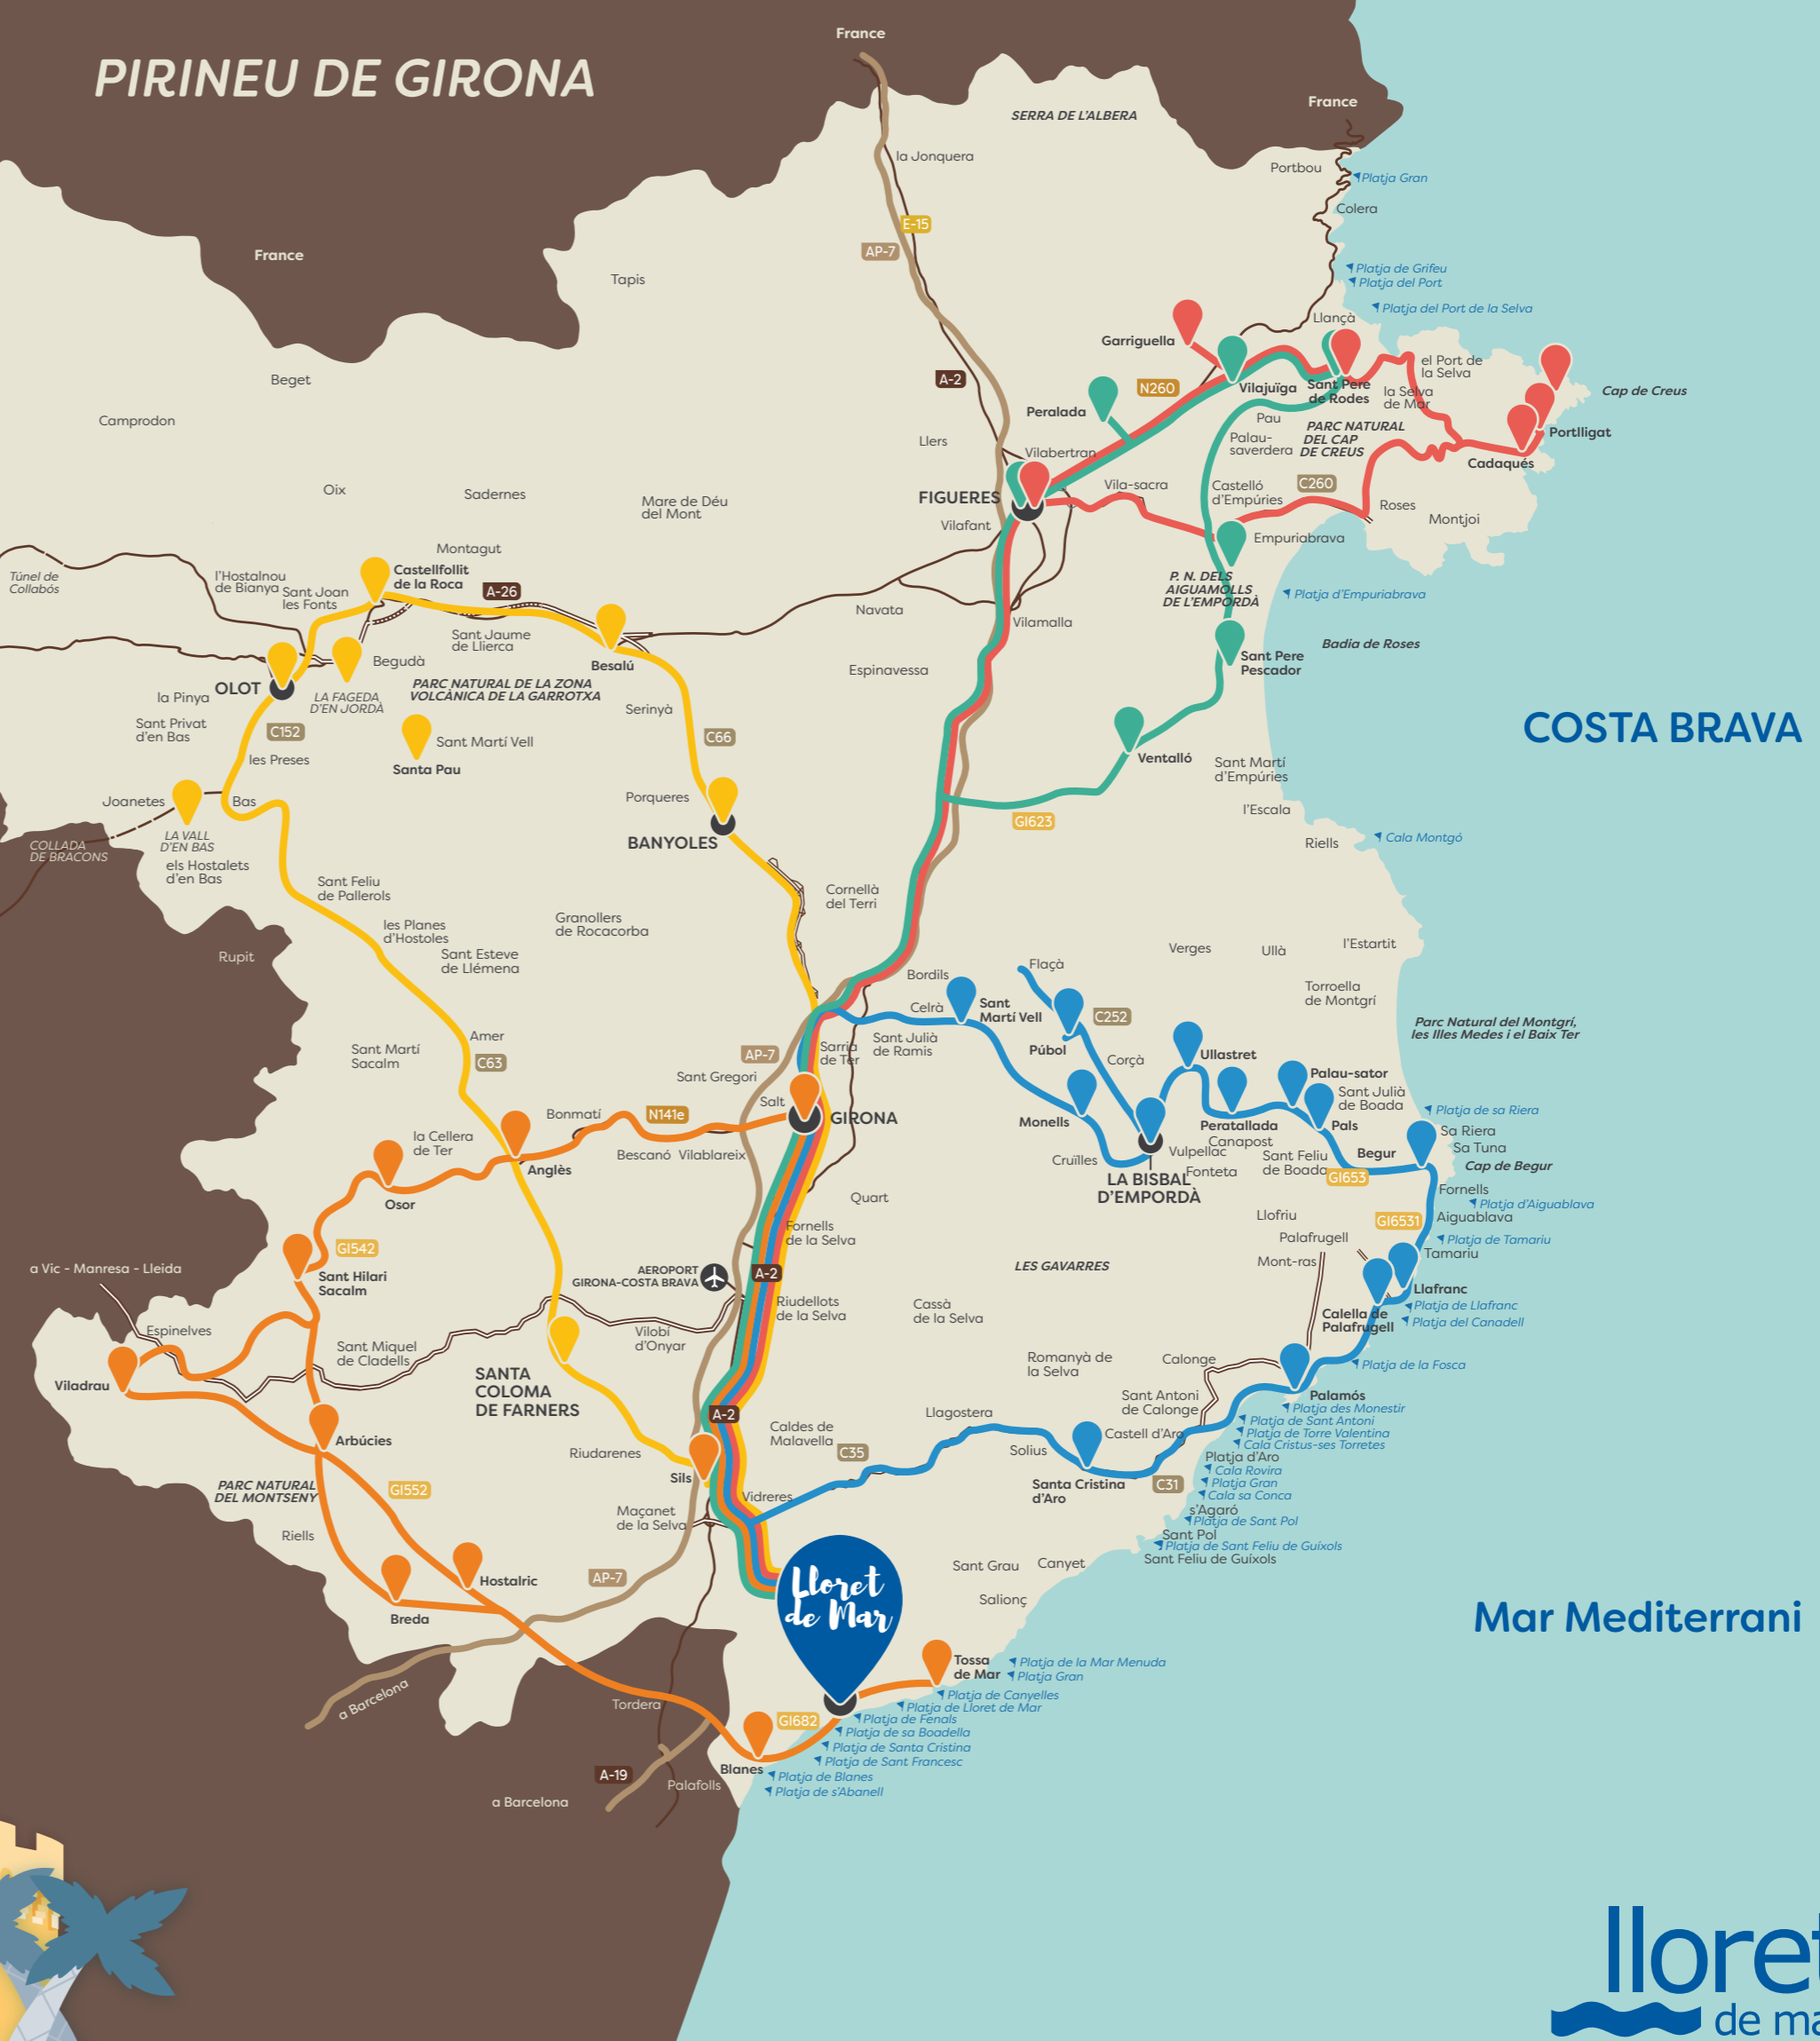 PIRINEU DE GIRONA
France
France
France
SERRA DE L'ALBERA
la Jonquera
Portbou
Platja Gran
Colera
E-15
AP-7
Tapis
Platja de Grifeu
Platja del Port
Platja del Port de la Selva
Llançà
Garriguella
el Port de
la Selva
Beget
A-2
N260
Vilajuïga
Sant Pere
de Rodes
la Selva
de Mar
Cap de Creus
Camprodon
Peralada
Pau
PARC NATURAL
DEL CAP
DE CREUS
Portlligat
Llers
Palau-
saverdera
Vilabertran
Cadaqués
Oix
Sadernes
Mare de Déu
del Mont
FIGUERES
Vila-sacra
Castelló
d'Empúries
C260
Roses
Montjoi
Vilafant
Empuriabrava
Montagut
Túnel de
Collabós
l'Hostalnou
de Bianya
Sant Joan
les Fonts
Castellfollit
de la Roca
A-26
P. N. DELS
AIGUAMOLLS
DE L'EMPORDÀ
Platja d'Empuriabrava
Navata
Vilamalla
Sant Jaume
de Llierca
Badia de Roses
Besalú
Begudà
Espinavessa
Sant Pere
Pescador
OLOT
la Pinya
LA FAGEDA
D'EN JORDÀ
PARC NATURAL DE LA ZONA
VOLCÀNICA DE LA GARROTXA
Serinyà
Sant Privat
d'en Bas
C152
C66
COSTA BRAVA
Sant Martí Vell
Santa Pau
les Preses
Ventalló
Sant Martí
d'Empúries
Joanetes
Bas
Porqueres
l'Escala
GI623
LA VALL
D'EN BAS
BANYOLES
Riells
Cala Montgó
COLLADA
DE BRACONS
els Hostalets
d'en Bas
Sant Feliu
de Pallerols
Cornellà
del Terri
Granollers
de Rocacorba
les Planes
d'Hostoles
Verges
Ullà
l'Estartit
Rupit
Sant Esteve
de Llémena
Bordils
Flaçà
Torroella
de Montgrí
Celrà
Sant
Martí Vell
C252
Parc Natural del Montgrí,
les Illes Medes i el Baix Ter
Amer
Sant Martí
Sacalm
C63
AP-7
Sarrià
de Ter
Sant Julià
de Ramis
Púbol
Corçà
Ullastret
Sant Gregori
Palau-sator
Sant Julià
de Boada
Salt
GIRONA
N141e
Bonmatí
Monells
Peratallada
Pals
Platja de sa Riera
Sa Riera
Sa Tuna
la Cellera
de Ter
Canapost
Begur
Cap de Begur
Bescanó
Vilablareix
Cruïlles
Vulpellac
Sant Feliu
de Boada
Anglès
Fonteta
GI653
LA BISBAL
D'EMPORDÀ
Fornells
Osor
Quart
Platja d'Aiguablava
Llofriu
GI6531
Aiguablava
Fornells
de la Selva
Palafrugell
Platja de Tamariu
GI542
Tamariu
Mont-ras
a Vic - Manresa - Lleida
AEROPORT
GIRONA-COSTA BRAVA
A-2
LES GAVARRES
Sant Hilari
Sacalm
Llafranc
Platja de Llafranc
Riudellots
de la Selva
Cassà
de la Selva
Calella de
Palafrugell
Platja del Canadell
Espinelves
Sant Miquel
de Cladells
Vilobí
d'Onyar
Romanyà de
la Selva
Calonge
Platja de la Fosca
Viladrau
SANTA
COLOMA
DE FARNERS
Sant Antoni
de Calonge
Palamós
Platja des Monestir
A-2
Llagostera
Platja de Sant Antoni
Arbúcies
Caldes de
Malavella
Castell d'Aro
Platja de Torre Valentina
Cala Cristus-ses Torretes
Riudarenes
C35
Solius
Platja d'Aro
Sils
Cala Rovira
PARC NATURAL
DEL MONTSENY
GI552
Santa Cristina
d'Aro
C31
Platja Gran
Vidreres
Cala sa Conca
s'Agaró
Maçanet
de la Selva
Platja de Sant Pol
Riells
Sant Pol
Platja de Sant Feliu de Guíxols
Sant Feliu de Guíxols
Sant Grau
Canyet
Hostalric
AP-7
Lloret
de Mar
Salionç
Breda
Mar Mediterrani
Tossa
de Mar
Platja de la Mar Menuda
Platja Gran
a Barcelona
Tordera
Platja de Canyelles
Platja de Lloret de Mar
GI682
Platja de Fenals
Platja de sa Boadella
Platja de Santa Cristina
Platja de Sant Francesc
Blanes
Platja de Blanes
A-19
Palafolls
Platja de s'Abanell
a Barcelona
lloret
de ma